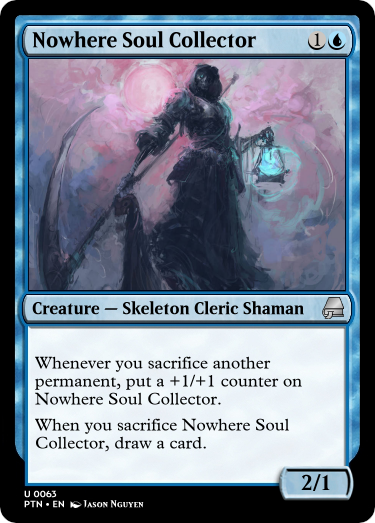 Nowhere Soul Collector 1
Creature — Skeleton Cleric Shaman
Whenever you sacrifice another
permanent, put a +1/+1 counter on
Nowhere Soul Collector.
When you sacrifice Nowhere Soul
Collector, draw a card.
2/1
U 0063
PTN • EN Jason Nguyen